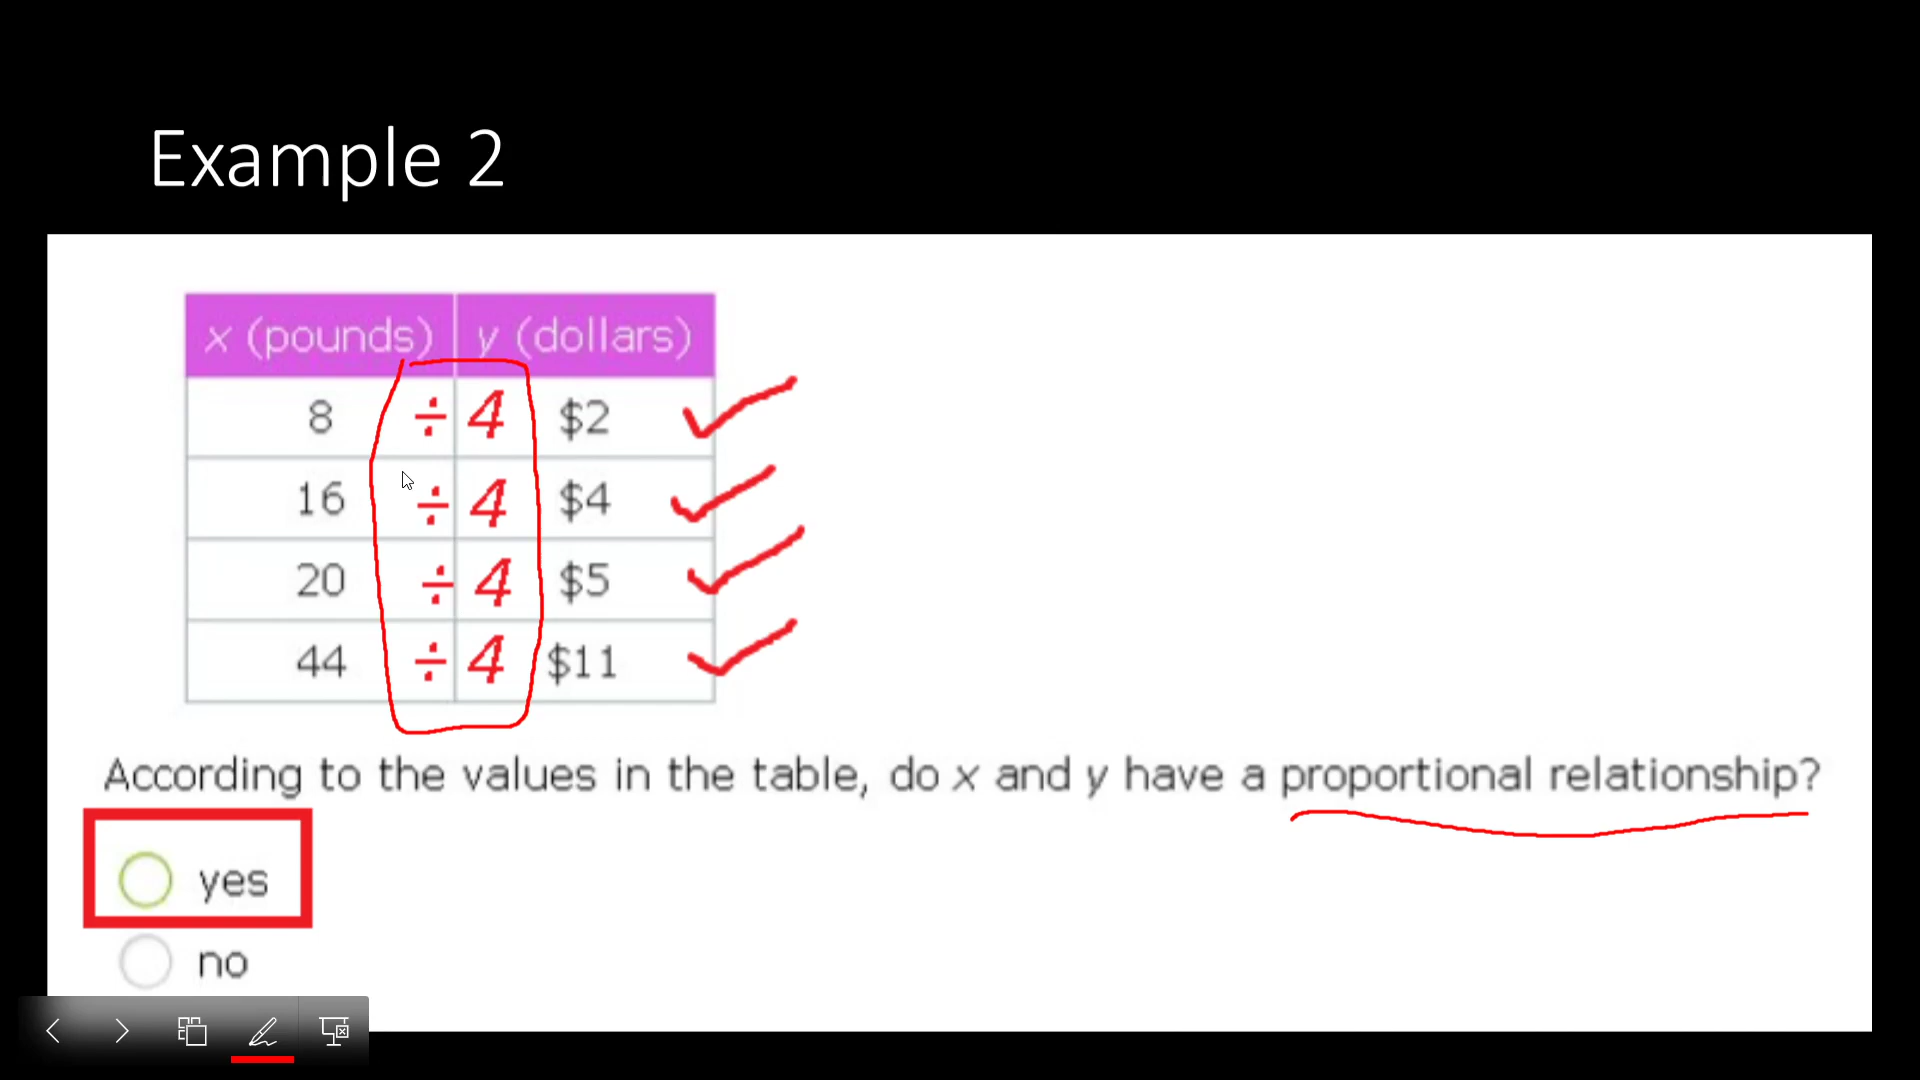 Example 2
x (pounds) y (dollars)
8 ÷ 4 $2
16 ÷ 4 $4
20 ÷ 4 $5
44 ÷ 4 $11
According to the values in the table, do x and y have a proportional relationship?
yes
no